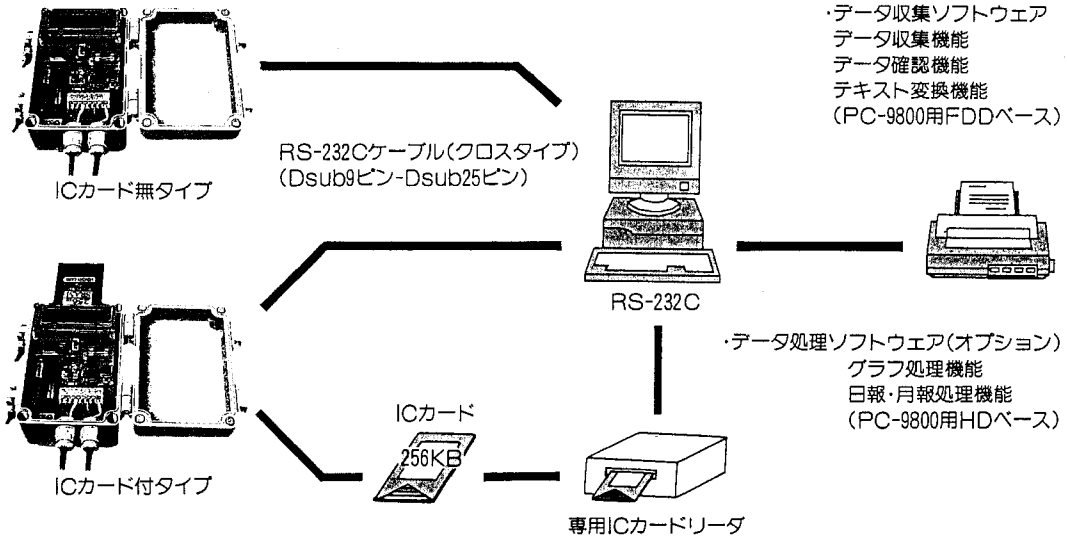 ・データ収集ソフトウェア
データ収集機能
データ確認機能
テキスト変換機能
(PC-9800用FDDベース)
RS-232Cケーブル(クロスタイプ)
(Dsub9ピン-Dsub25ピン)
ICカード無タイプ
RS-232C
・データ処理ソフトウェア(オプション)
グラフ処理機能
日報・月報処理機能
(PC-9800用HDベース)
ICカード
256KB
ICカード付タイプ
専用ICカードリーダ